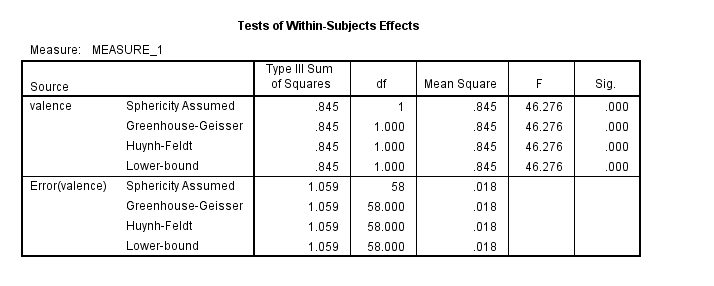 Tests of Within-Subjects Effects
Measure: MEASURE_1
Source Type III Sum of Squares df Mean Square F Sig.
valence Sphericity Assumed .845 1 .845 46.276 .000
Greenhouse-Geisser .845 1.000 .845 46.276 .000
Huynh-Feldt .845 1.000 .845 46.276 .000
Lower-bound .845 1.000 .845 46.276 .000
Error(valence) Sphericity Assumed 1.059 58 .018
Greenhouse-Geisser 1.059 58.000 .018
Huynh-Feldt 1.059 58.000 .018
Lower-bound 1.059 58.000 .018